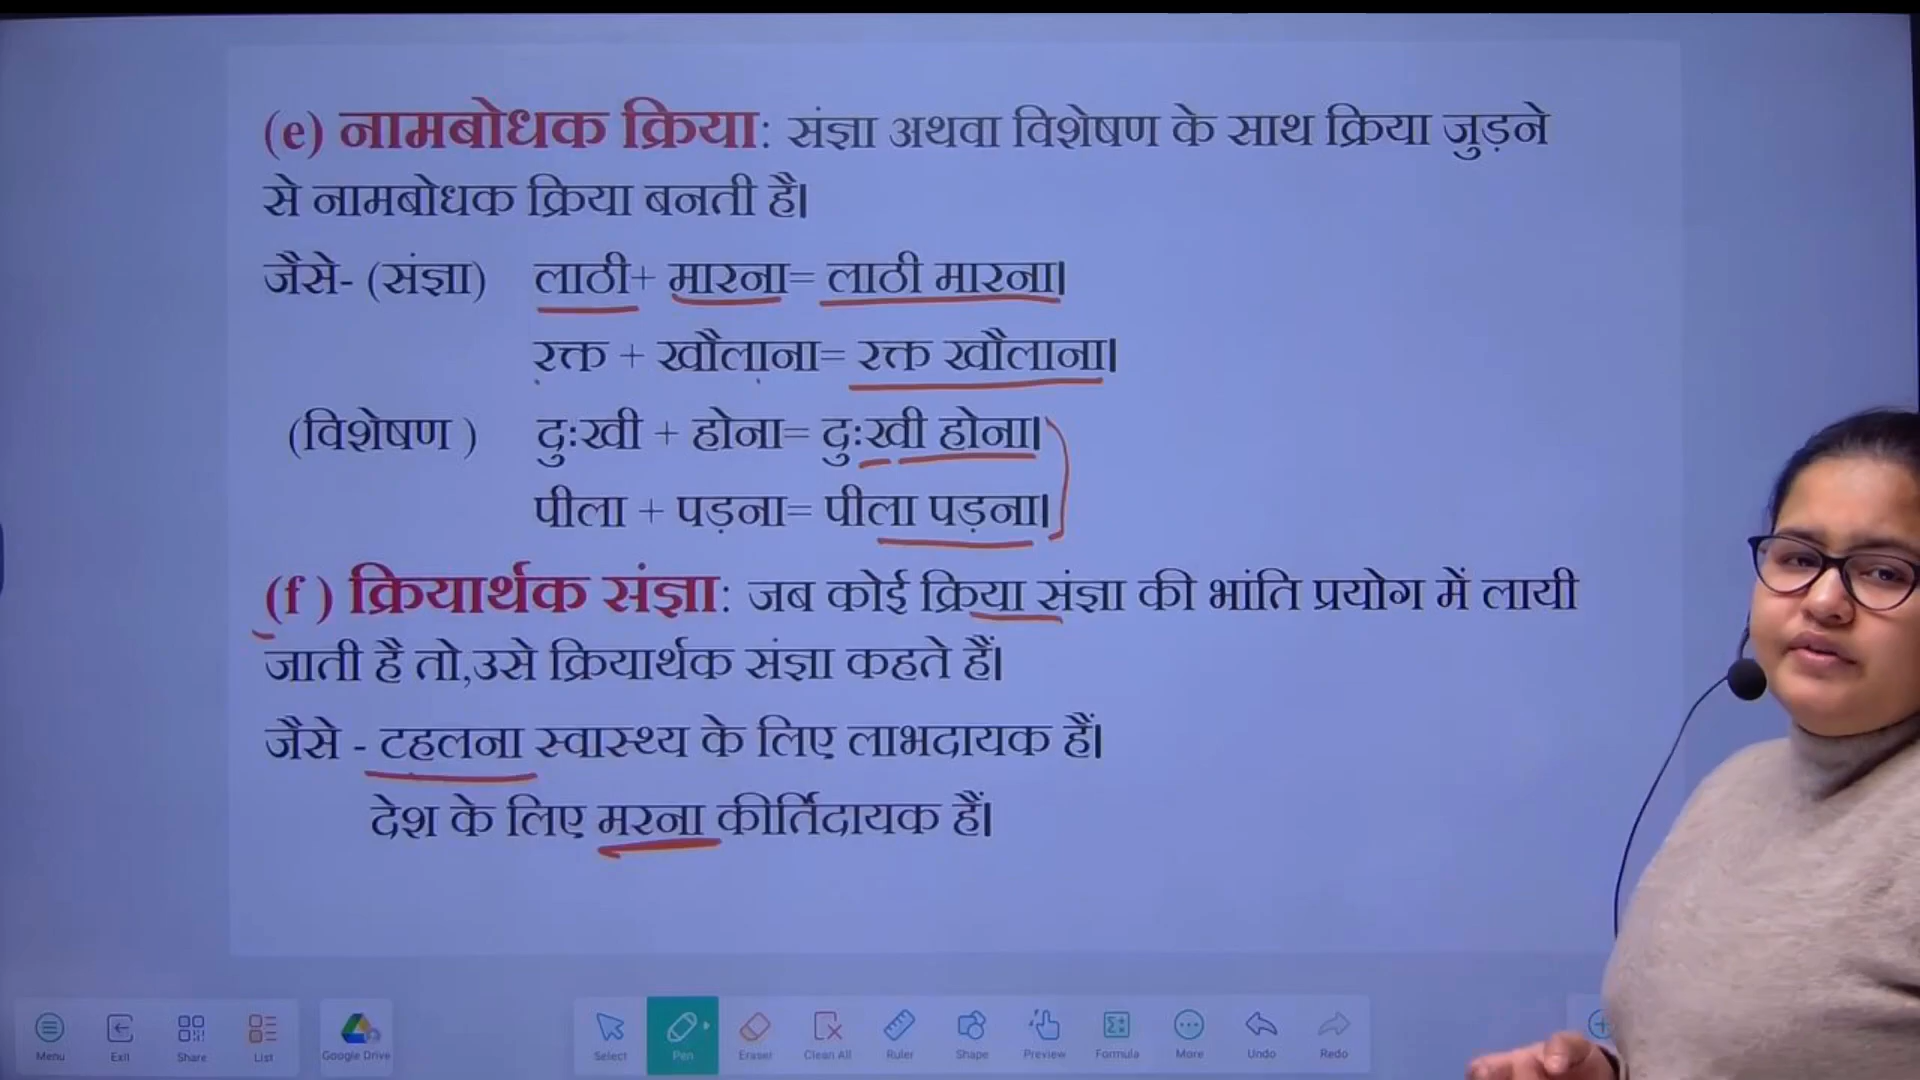 (e) नामबोधक क्रिया: संज्ञा अथवा विशेषण के साथ क्रिया जुड़ने
से नामबोधक क्रिया बनती है।
जैसे- (संज्ञा) लाठी+ मारना= लाठी मारना।
रक्त + खौलाना= रक्त खौलाना।
(विशेषण ) दुःखी + होना= दुःखी होना।
पीला + पड़ना= पीला पड़ना।
(f ) क्रियार्थक संज्ञा: जब कोई क्रिया संज्ञा की भांति प्रयोग में लायी
जाती है तो,उसे क्रियार्थक संज्ञा कहते हैं।
जैसे - टहलना स्वास्थ्य के लिए लाभदायक हैं।
देश के लिए मरना कीर्तिदायक हैं।
Menu Exit Share List Google Drive Select Pen Eraser Clean All Ruler Shape Preview Formula More Undo Redo